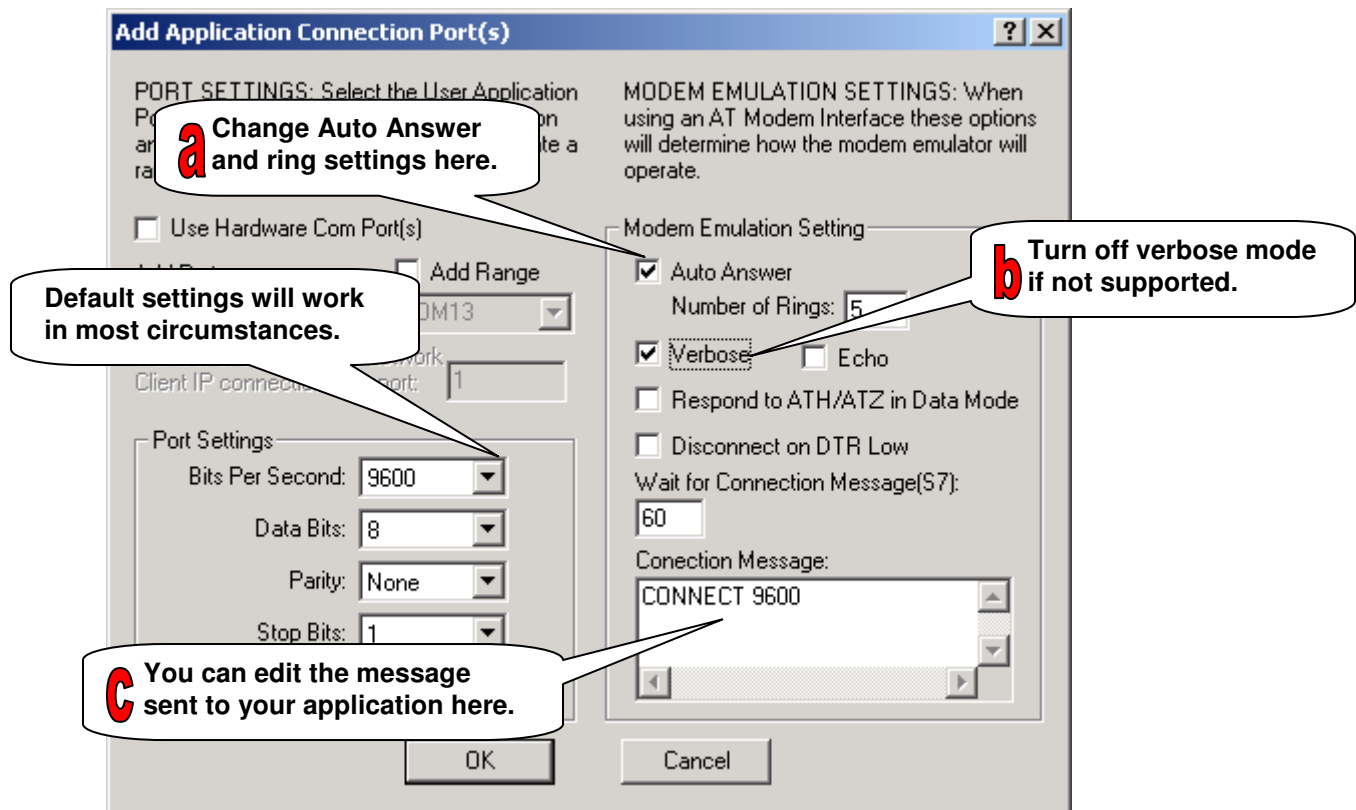 Add Application Connection Port(s)
PORT SETTINGS: Select the User Application
a Change Auto Answer
and ring settings here.
MODEM EMULATION SETTINGS: When
using an AT Modem Interface these options
will determine how the modem emulator will
operate.
Use Hardware Com Port(s)
Add Range
Default settings will work
in most circumstances.
Client IP
port: 1
Port Settings
Bits Per Second: 9600
Data Bits: 8
Parity: None
Stop Bits: 1
Modem Emulation Setting
Auto Answer
Number of Rings: 5
b Turn off verbose mode
if not supported.
Verbose
Echo
Respond to ATH/ATZ in Data Mode
Disconnect on DTR Low
Wait for Connection Message(S7):
60
Conection Message:
CONNECT 9600
c You can edit the message
sent to your application here.
OK
Cancel